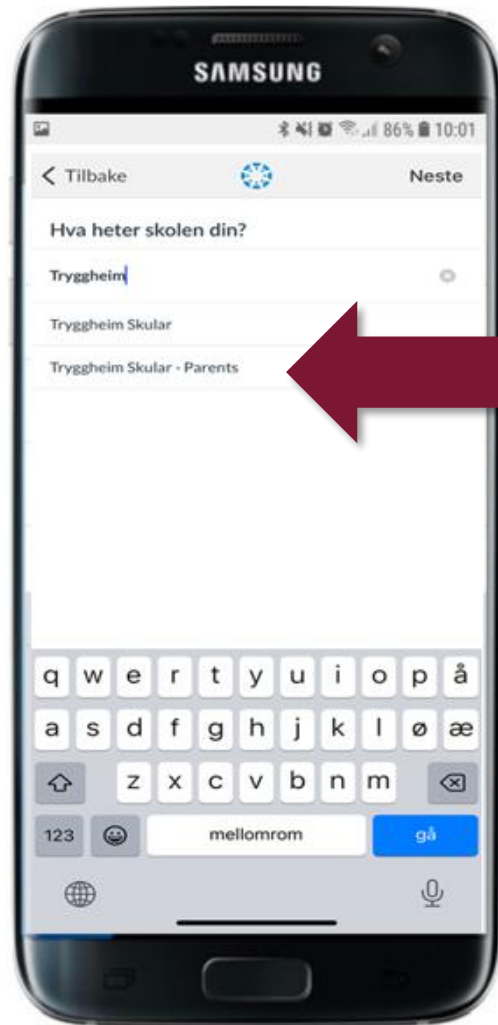 SAMSUNG
86% 10:01
Tilbake
Neste
Hva heter skolen din?
Tryggheim
Tryggheim Skular
Tryggheim Skular - Parents
q w e r t y u i o p å
a s d f g h j k l ø æ
z x c v b n m
123 mellomrom gå